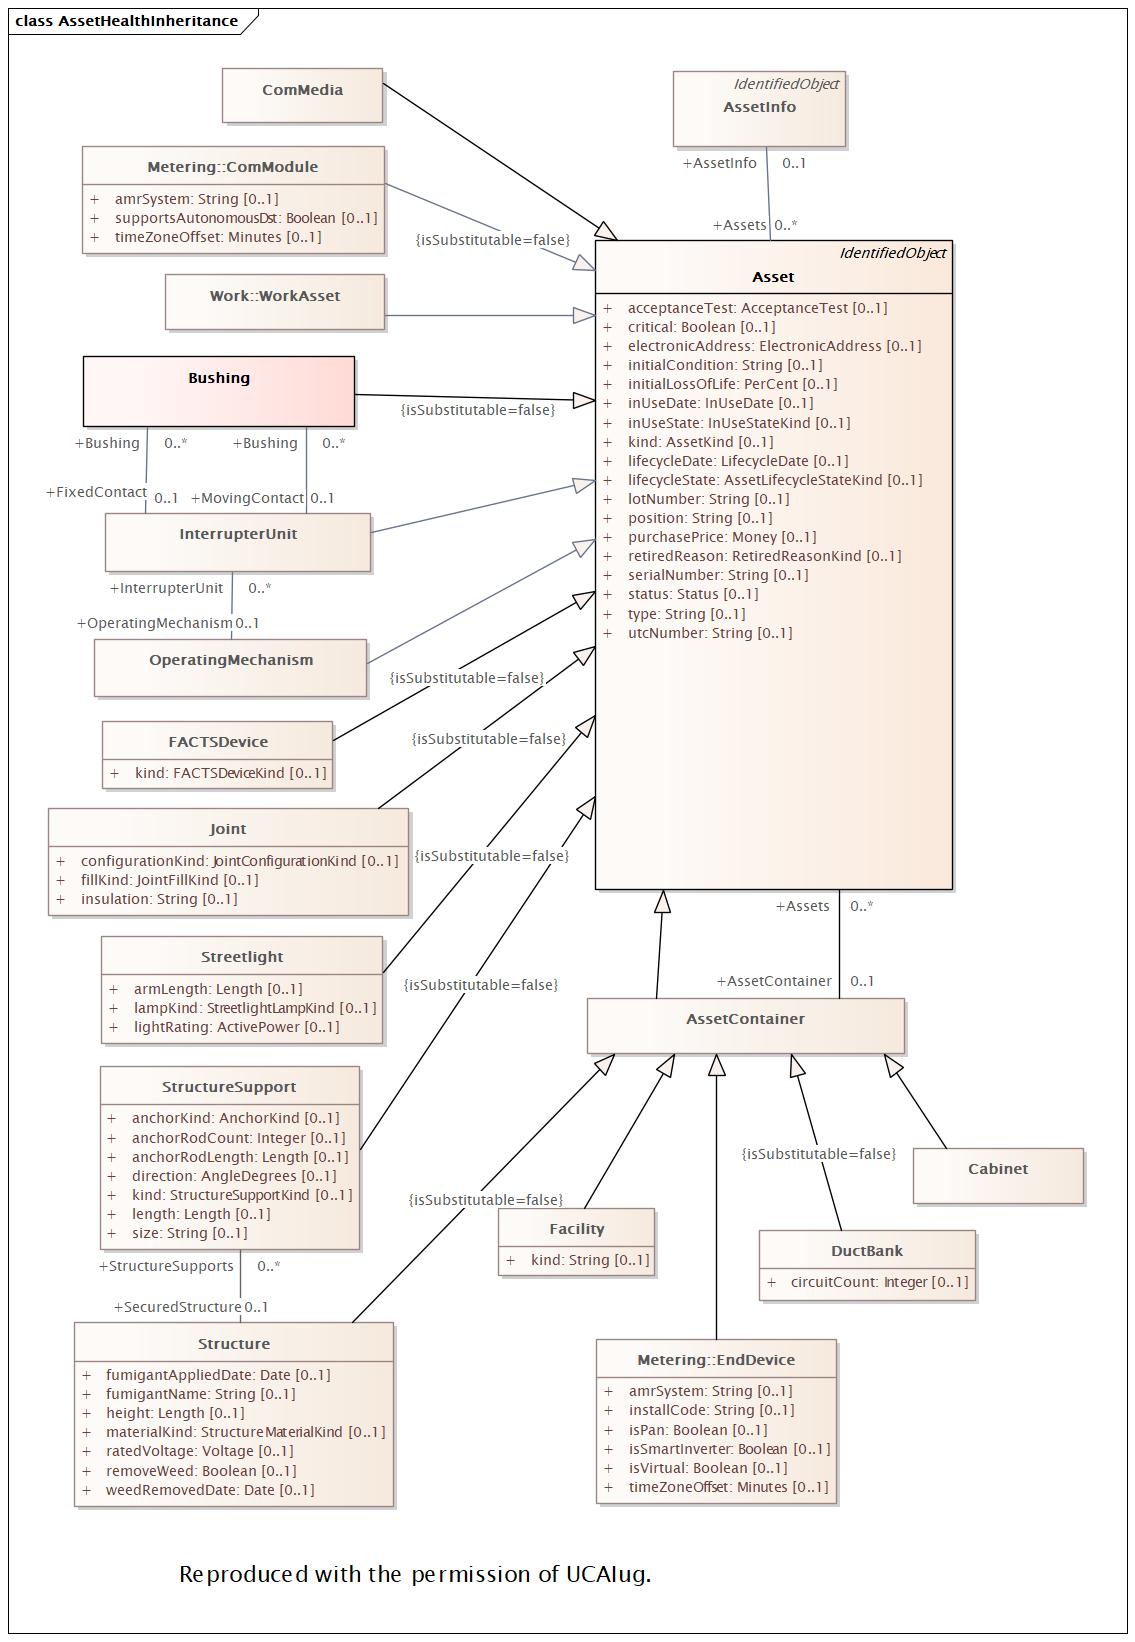 class AssetHealthInheritance
ComMedia
IdentifiedObject
AssetInfo
+AssetInfo 0..1
+Assets 0..*
Metering::ComModule
+ amrSystem: String [0..1]
+ supportsAutonomousDst: Boolean [0..1]
+ timeZoneOffset: Minutes [0..1]
{isSubstitutable=false}
Work::WorkAsset
IdentifiedObject
Asset
+ acceptanceTest: AcceptanceTest [0..1]
+ critical: Boolean [0..1]
+ electronicAddress: ElectronicAddress [0..1]
+ initialCondition: String [0..1]
+ initialLossOfLife: PerCent [0..1]
+ inUseDate: InUseDate [0..1]
+ inUseState: InUseStateKind [0..1]
+ kind: AssetKind [0..1]
+ lifecycleDate: LifecycleDate [0..1]
+ lifecycleState: AssetLifecycleStateKind [0..1]
+ lotNumber: String [0..1]
+ position: String [0..1]
+ purchasePrice: Money [0..1]
+ retiredReason: RetiredReasonKind [0..1]
+ serialNumber: String [0..1]
+ status: Status [0..1]
+ type: String [0..1]
+ utcNumber: String [0..1]
Bushing
{isSubstitutable=false}
+Bushing 0..* +Bushing 0..*
+FixedContact 0..1 +MovingContact 0..1
InterrupterUnit
+InterrupterUnit 0..*
+OperatingMechanism 0..1
OperatingMechanism
{isSubstitutable=false}
FACTSDevice
+ kind: FACTSDeviceKind [0..1]
{isSubstitutable=false}
Joint
+ configurationKind: JointConfigurationKind [0..1]
+ fillKind: JointFillKind [0..1]
+ insulation: String [0..1]
{isSubstitutable=false}
Streetlight
+ armLength: Length [0..1]
+ lampKind: StreetlightLampKind [0..1]
+ lightRating: ActivePower [0..1]
{isSubstitutable=false}
+Assets 0..*
+AssetContainer 0..1
AssetContainer
StructureSupport
+ anchorKind: AnchorKind [0..1]
+ anchorRodCount: Integer [0..1]
+ anchorRodLength: Length [0..1]
+ direction: AngleDegrees [0..1]
+ kind: StructureSupportKind [0..1]
+ length: Length [0..1]
+ size: String [0..1]
{isSubstitutable=false}
{isSubstitutable=false}
Cabinet
Facility
+ kind: String [0..1]
DuctBank
+ circuitCount: Integer [0..1]
+StructureSupports 0..*
+SecuredStructure 0..1
Structure
+ fumigantAppliedDate: Date [0..1]
+ fumigantName: String [0..1]
+ height: Length [0..1]
+ materialKind: StructureMaterialKind [0..1]
+ ratedVoltage: Voltage [0..1]
+ removeWeed: Boolean [0..1]
+ weedRemovedDate: Date [0..1]
Metering::EndDevice
+ amrSystem: String [0..1]
+ installCode: String [0..1]
+ isPan: Boolean [0..1]
+ isSmartInverter: Boolean [0..1]
+ isVirtual: Boolean [0..1]
+ timeZoneOffset: Minutes [0..1]
Reproduced with the permission of UCAIug.